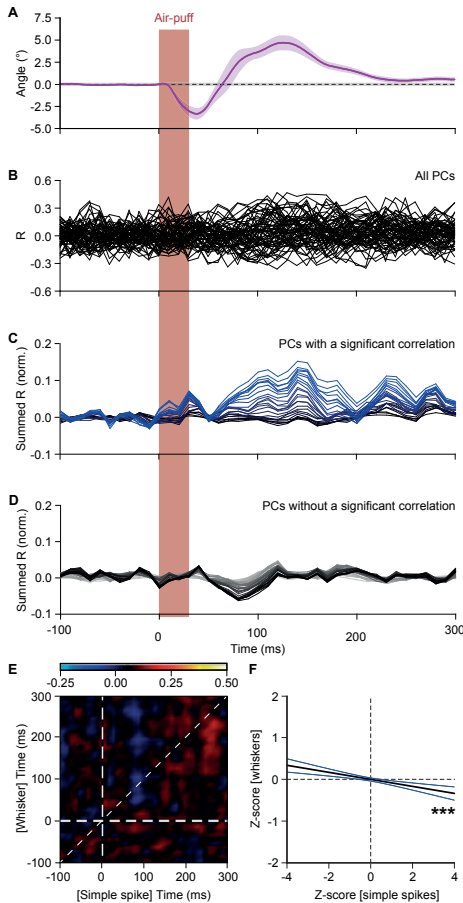 A
Air-puff
7.5
5.0
2.5
0.0
-2.5
-5.0
Angle (°)
B
All PCs
0.6
0.3
0.0
-0.3
-0.6
R
-100 0 100 200 300
C
PCs with a significant correlation
0.2
0.1
0.0
-0.1
Summed R (norm.)
D
PCs without a significant correlation
0.2
0.1
0.0
-0.1
Summed R (norm.)
-100 0 100 200 300
Time (ms)
E
-0.25 0.00 0.25 0.50
300
200
100
0
-100
[Whisker] Time (ms)
-100 0 100 200 300
[Simple spike] Time (ms)
F
2
1
0
-1
-2
Z-score [whiskers]
***
-4 -2 0 2 4
Z-score [simple spikes]